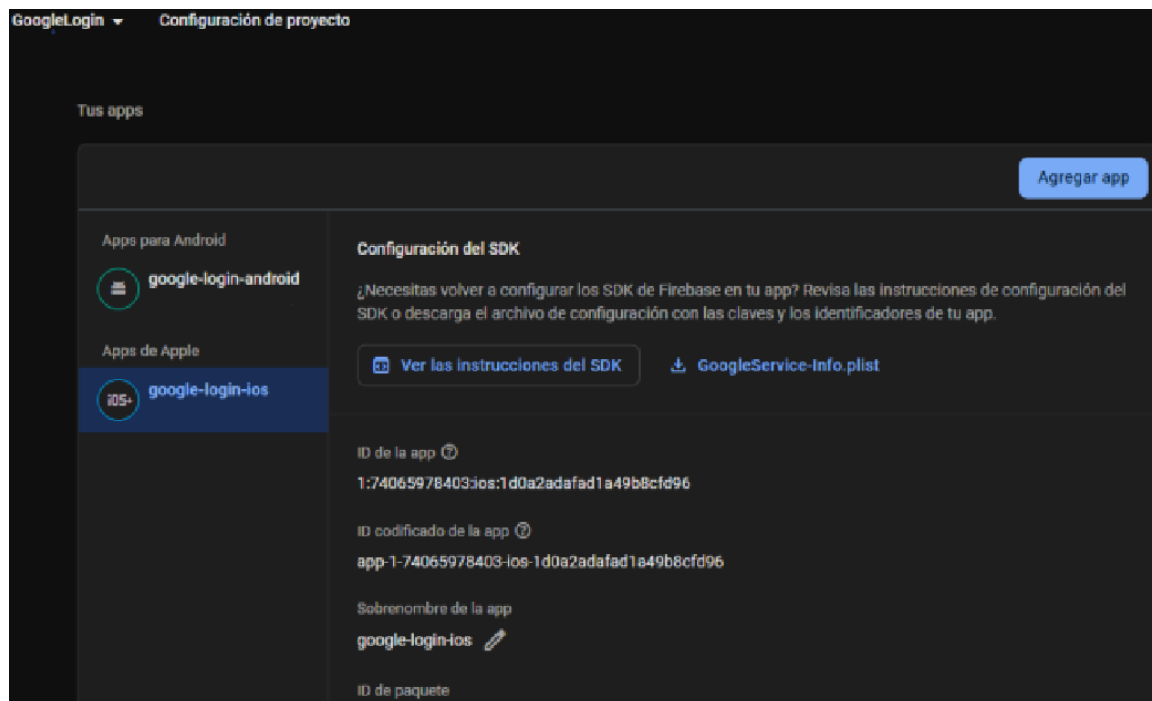 GoogleLogin Configuración de proyecto
Tus apps
Agregar app
Apps para Android
google-login-android
Apps de Apple
iOS+
google-login-ios
Configuración del SDK
¿Necesitas volver a configurar los SDK de Firebase en tu app? Revisa las instrucciones de configuración del
SDK o descarga el archivo de configuración con las claves y los identificadores de tu app.
Ver las instrucciones del SDK GoogleService-Info.plist
ID de la app
1:74065978403:ios:1d0a2adafad1a49b8cfd96
ID codificado de la app
app-1-74065978403-ios-1d0a2adafad1a49b8cfd96
Sobrenombre de la app
google-login-ios
ID de paquete